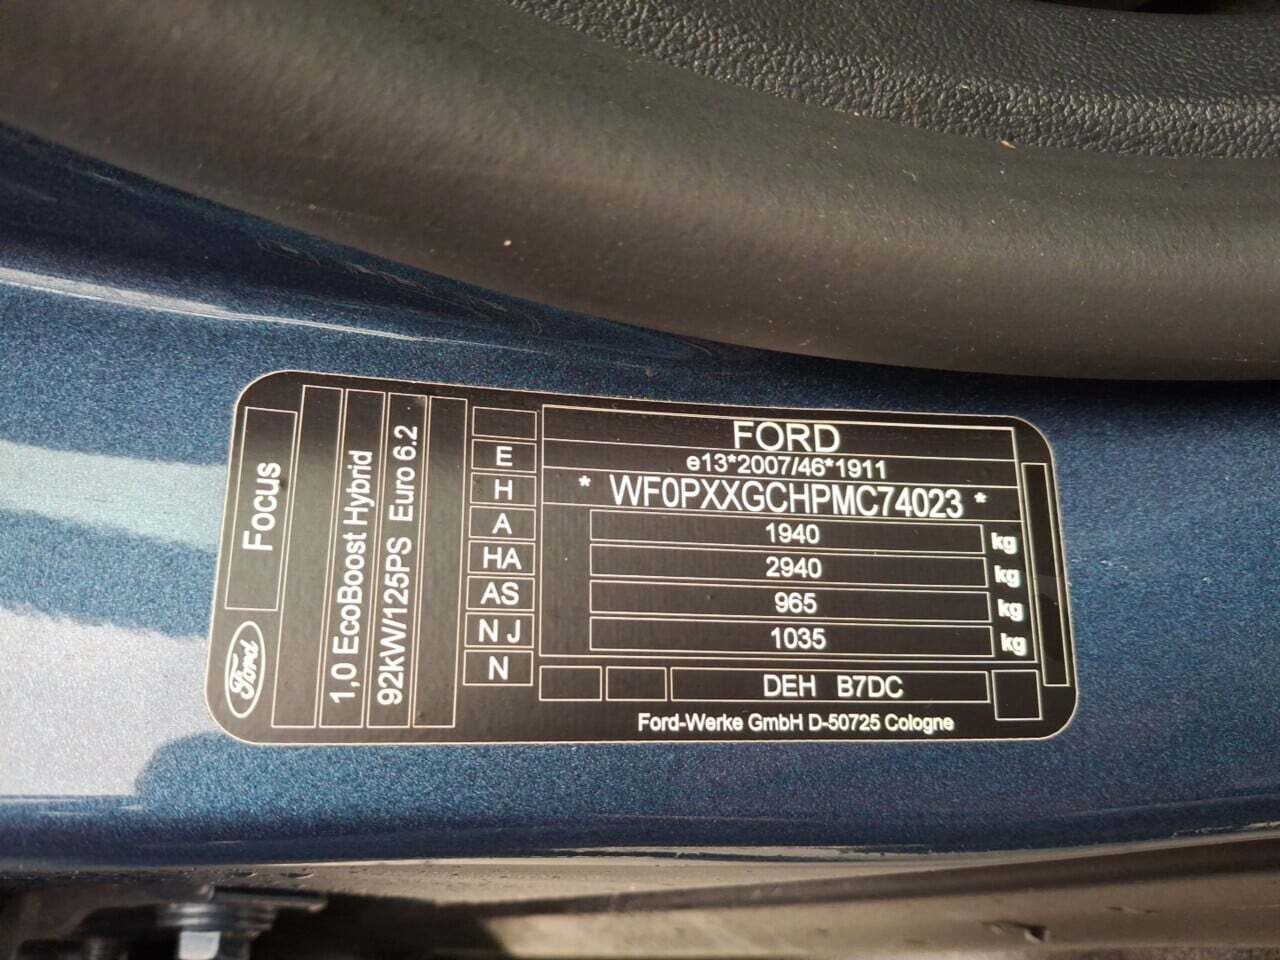 Focus
Ford
1,0 EcoBoost Hybrid
92kW/125PS Euro 6.2
E
H
A
HA
AS
N J
N
FORD
e13*2007/46*1911
* WF0PXXGCHPMC74023 *
1940 kg
2940 kg
965 kg
1035 kg
DEH B7DC
Ford-Werke GmbH D-50725 Cologne